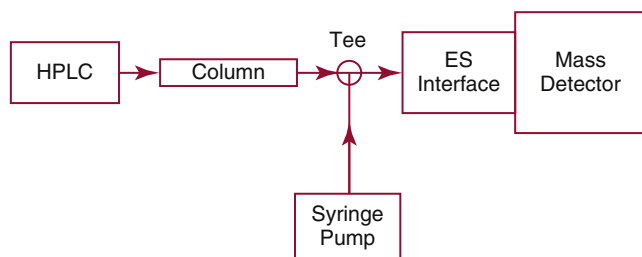 HPLC
Column
Tee
ES
Interface
Mass
Detector
Syringe
Pump